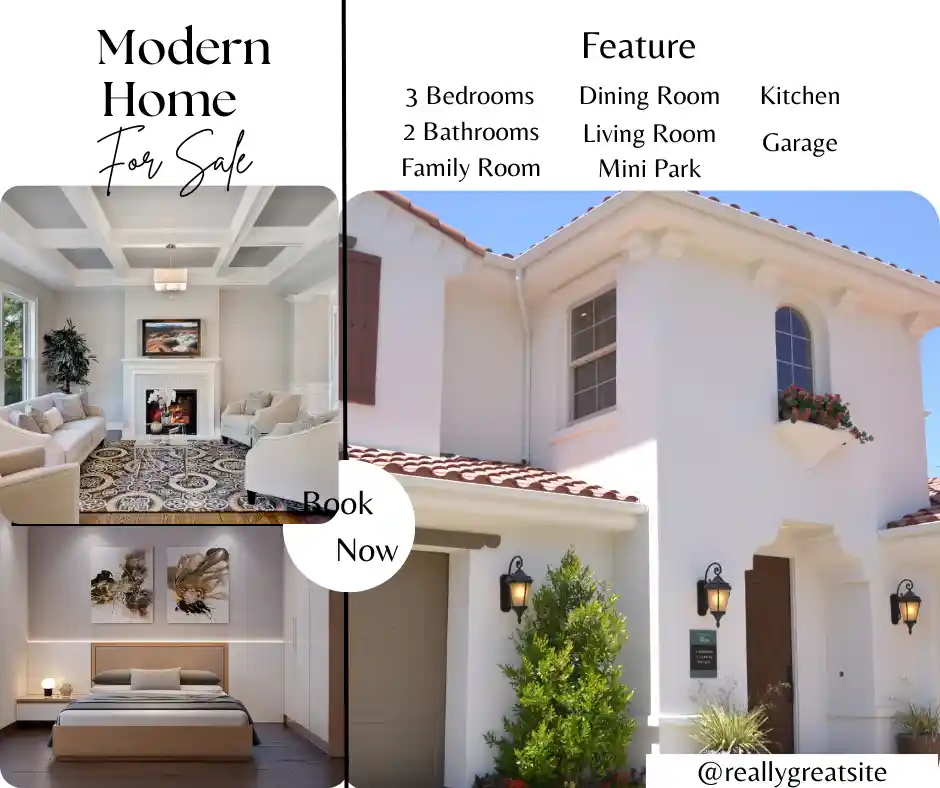 Modern
Home
For Sale
Feature
3 Bedrooms
2 Bathrooms
Family Room
Dining Room
Living Room
Mini Park
Kitchen
Garage
Book
Now
@reallygreatsite